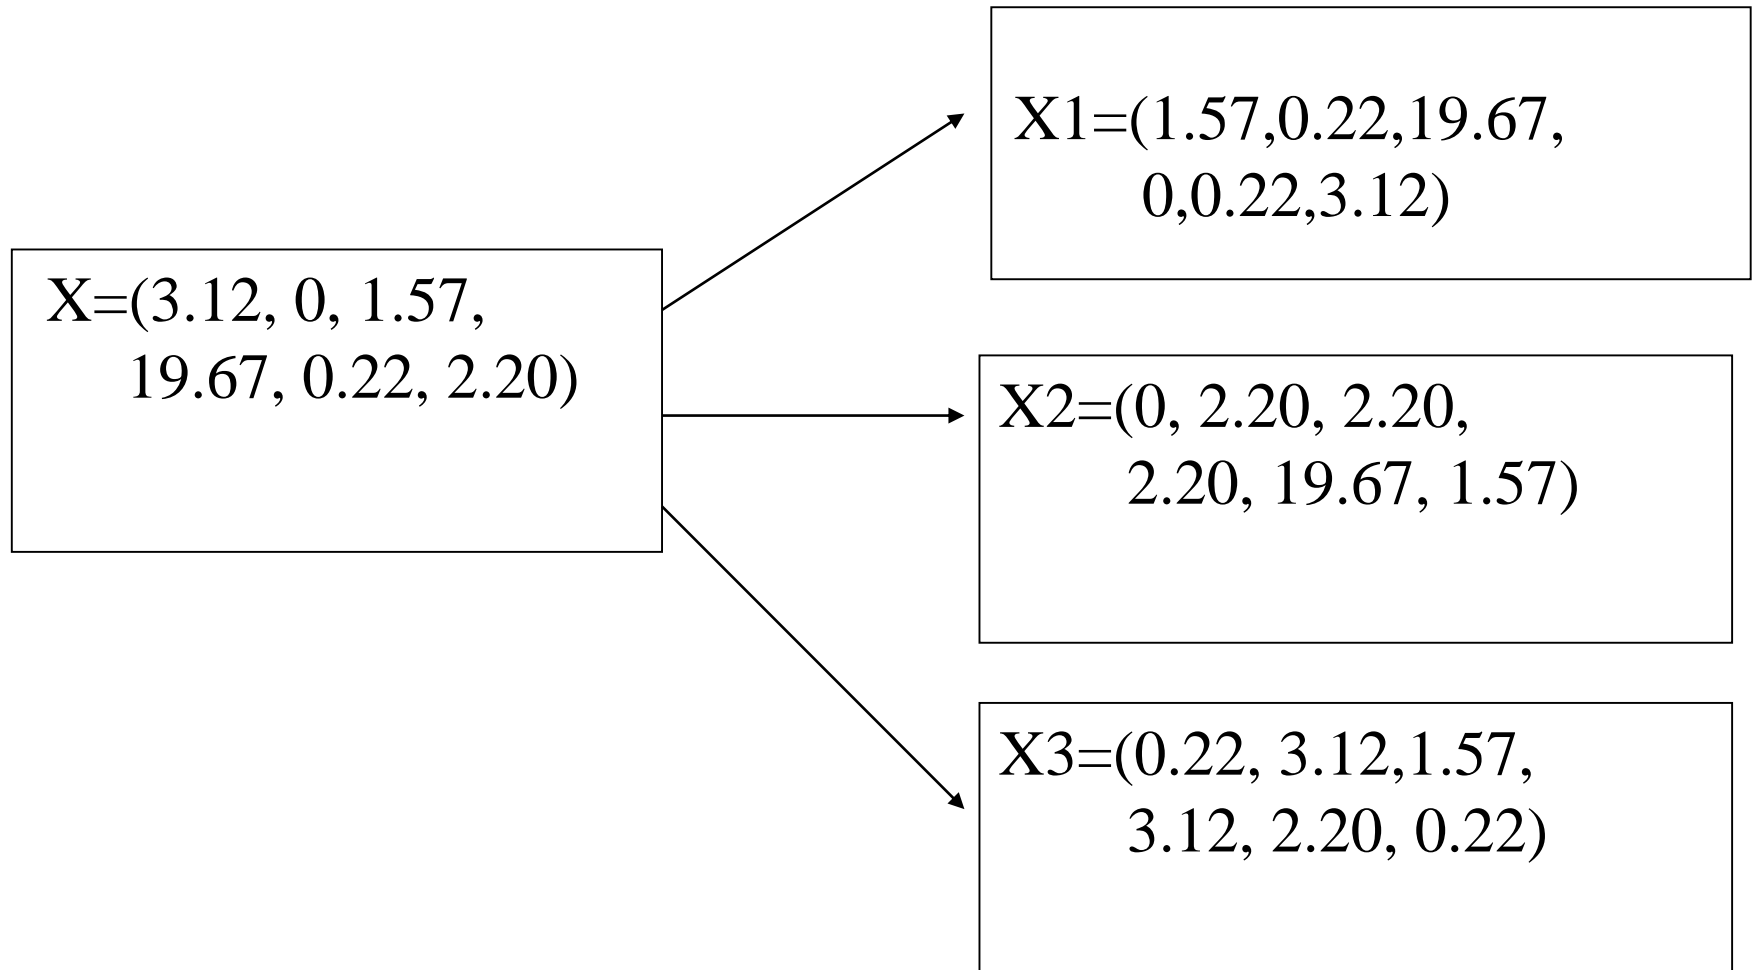 X=(3.12, 0, 1.57,
19.67, 0.22, 2.20)
X1=(1.57,0.22,19.67,
0,0.22,3.12)
X2=(0, 2.20, 2.20,
2.20, 19.67, 1.57)
X3=(0.22, 3.12,1.57,
3.12, 2.20, 0.22)